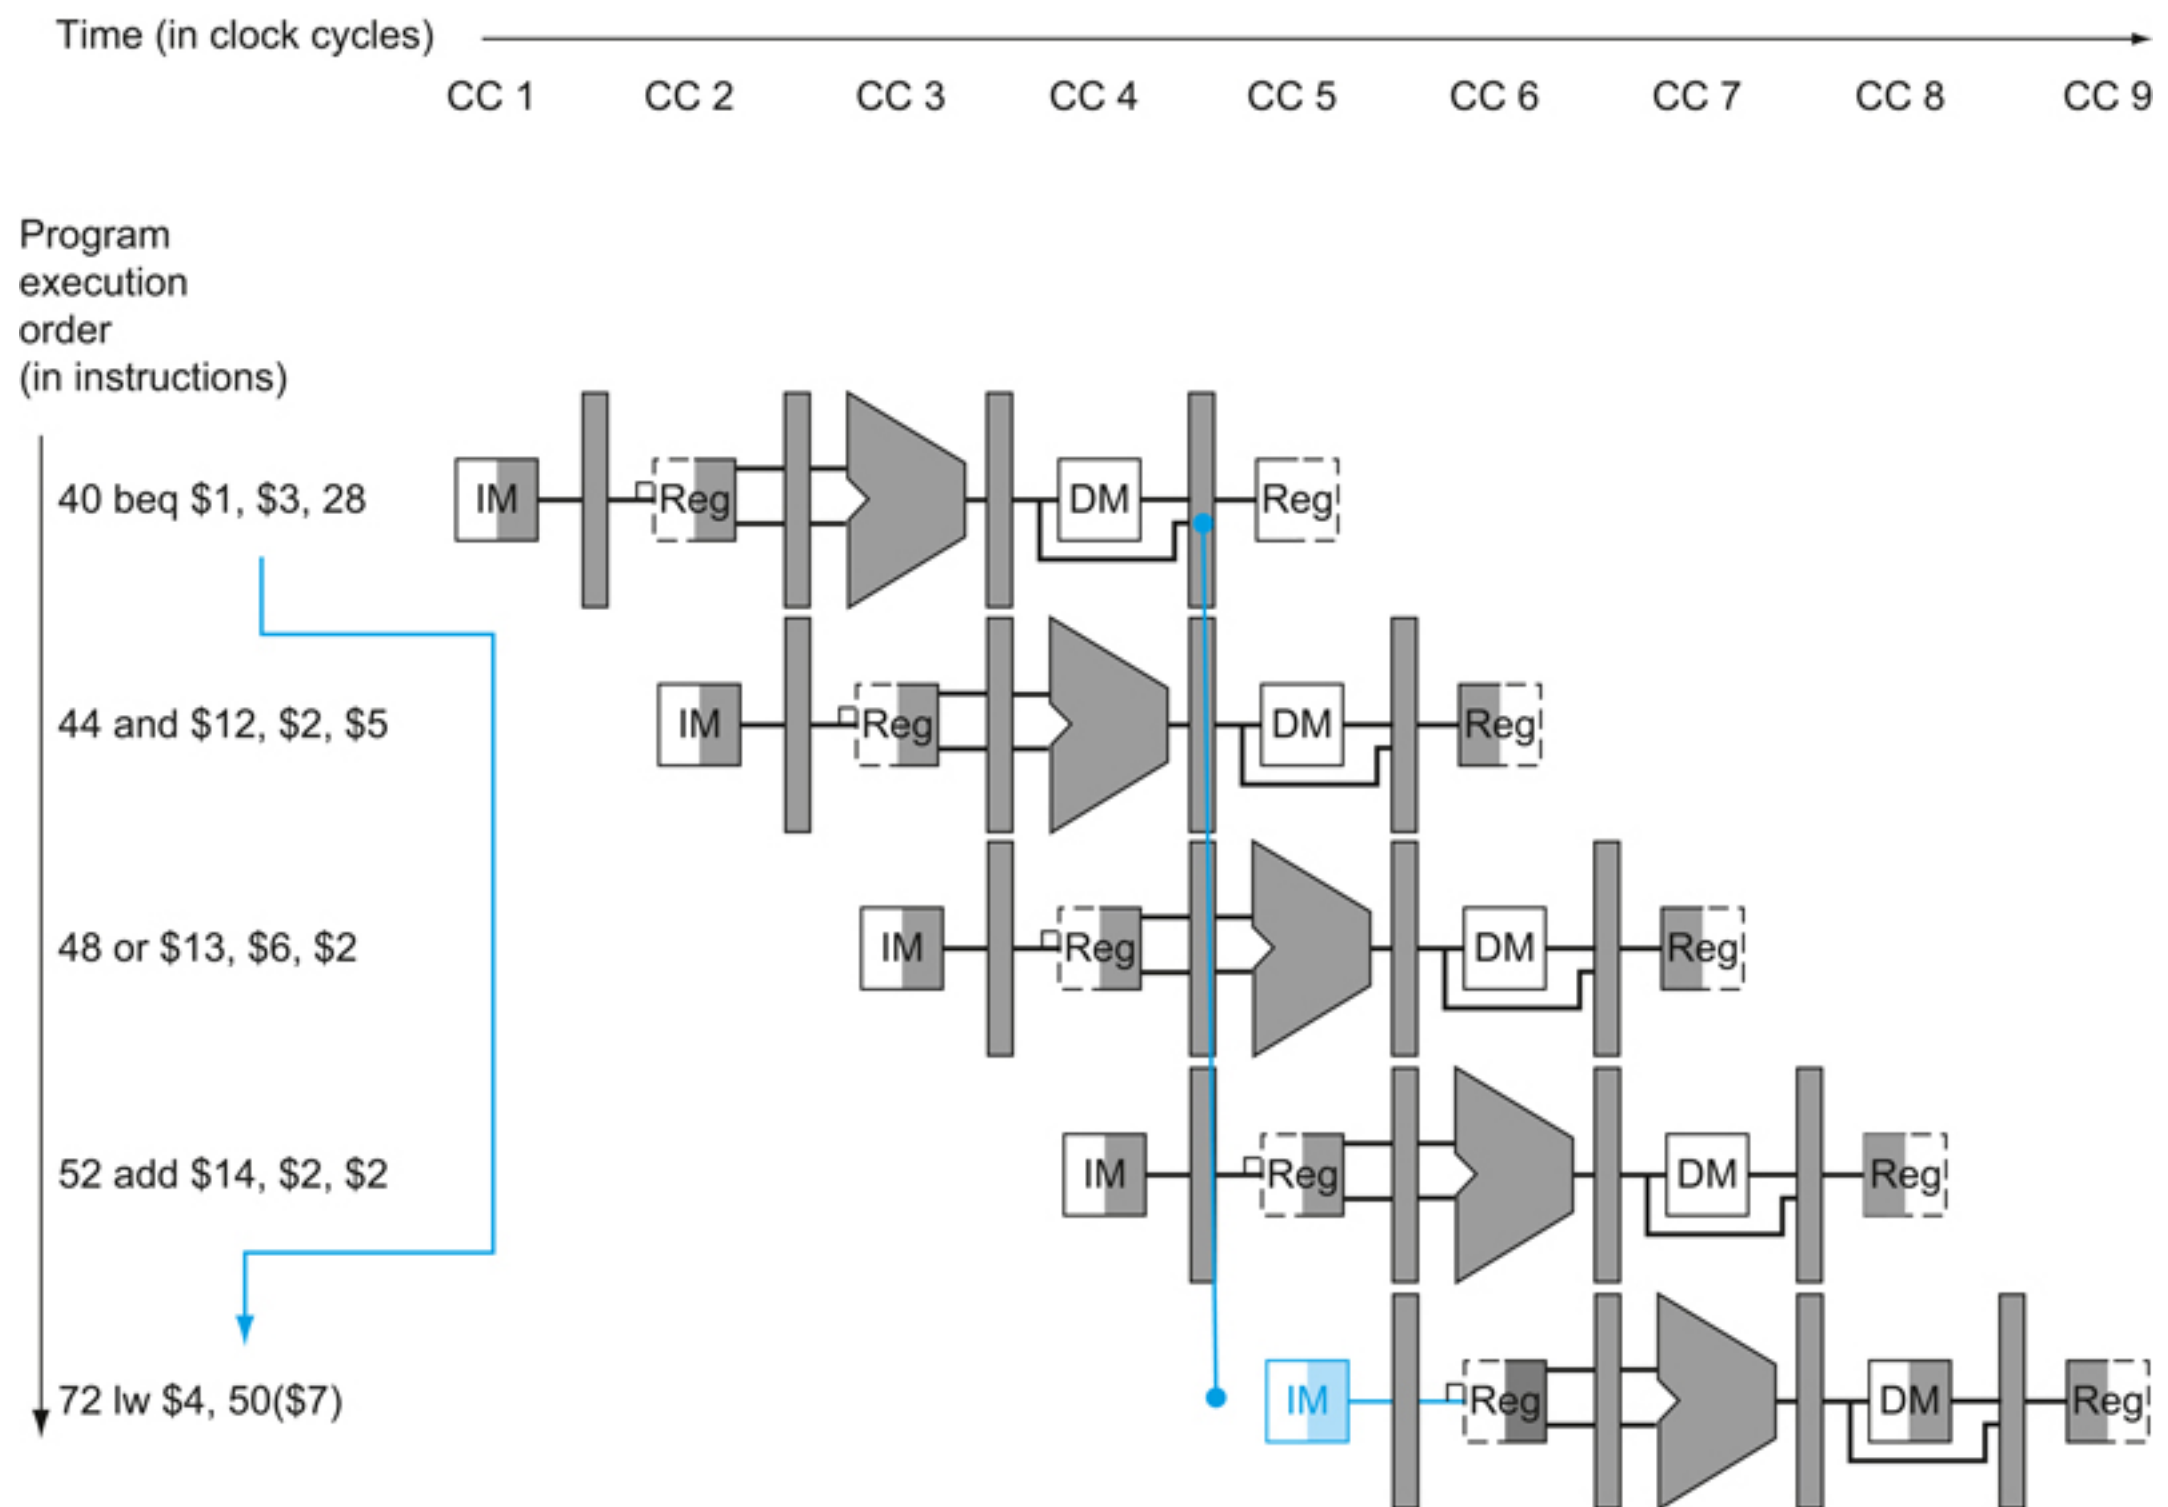 Time (in clock cycles)
CC 1 CC 2 CC 3 CC 4 CC 5 CC 6 CC 7 CC 8 CC 9
Program
execution
order
(in instructions)
40 beq $1, $3, 28 IM Reg DM Reg
44 and $12, $2, $5 IM Reg DM Reg
48 or $13, $6, $2 IM Reg DM Reg
52 add $14, $2, $2 IM Reg DM Reg
72 lw $4, 50($7) IM Reg DM Reg